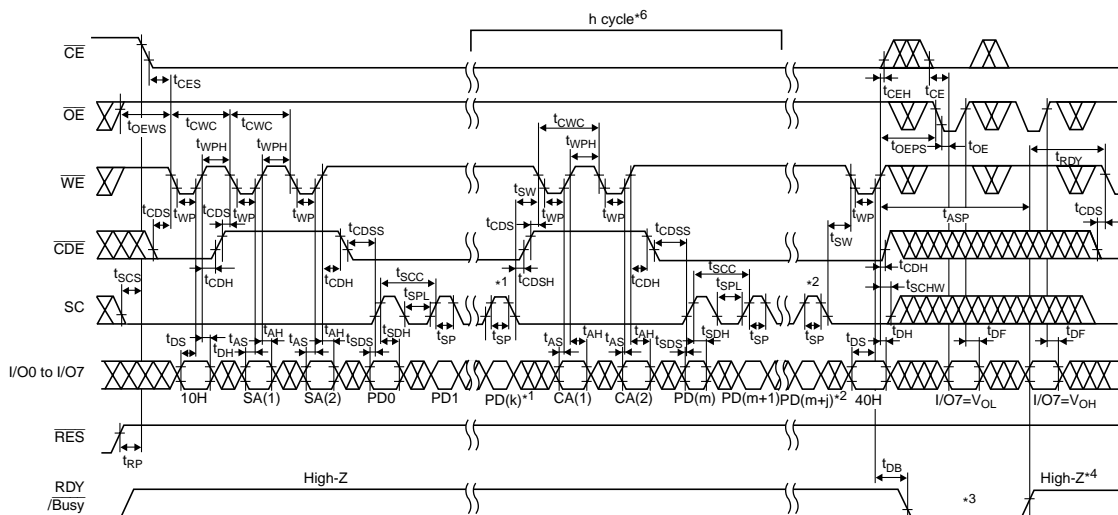 h cycle*6
CE
tCES
tCEH
tCE
OE
tOEWS
tCWC
tCWC
tCWC
tOEPS
tOE
tWPH
tWPH
tWPH
tRDY
WE
tCDS
tWP
tCDS
tWP
tWP
tSW
tCDS
tWP
tWP
tSW
tWP
tASP
tCDS
CDE
tSCS
tCDH
tCDH
tCDSS
tCDSH
tCDH
tCDSS
tCDH
tSCC
tSPL
*1
tSCC
tSPL
*2
tSCHW
SC
tDS
tDH
tAS
tAH
tAS
tAH
tSDS
tSDH
tSP
tSP
tAS
tAH
tAS
tAH
tSDS
tSDH
tSP
tSP
tDS
tDH
tDF
tDF
I/O0 to I/O7
10H
SA(1)
SA(2)
PD0
PD1
PD(k)*1
CA(1)
CA(2)
PD(m)
PD(m+1)
PD(m+j)*2
40H
I/O7=VOL
I/O7=VOH
RES
tRP
RDY
/Busy
High-Z
tDB
*3
High-Z*4